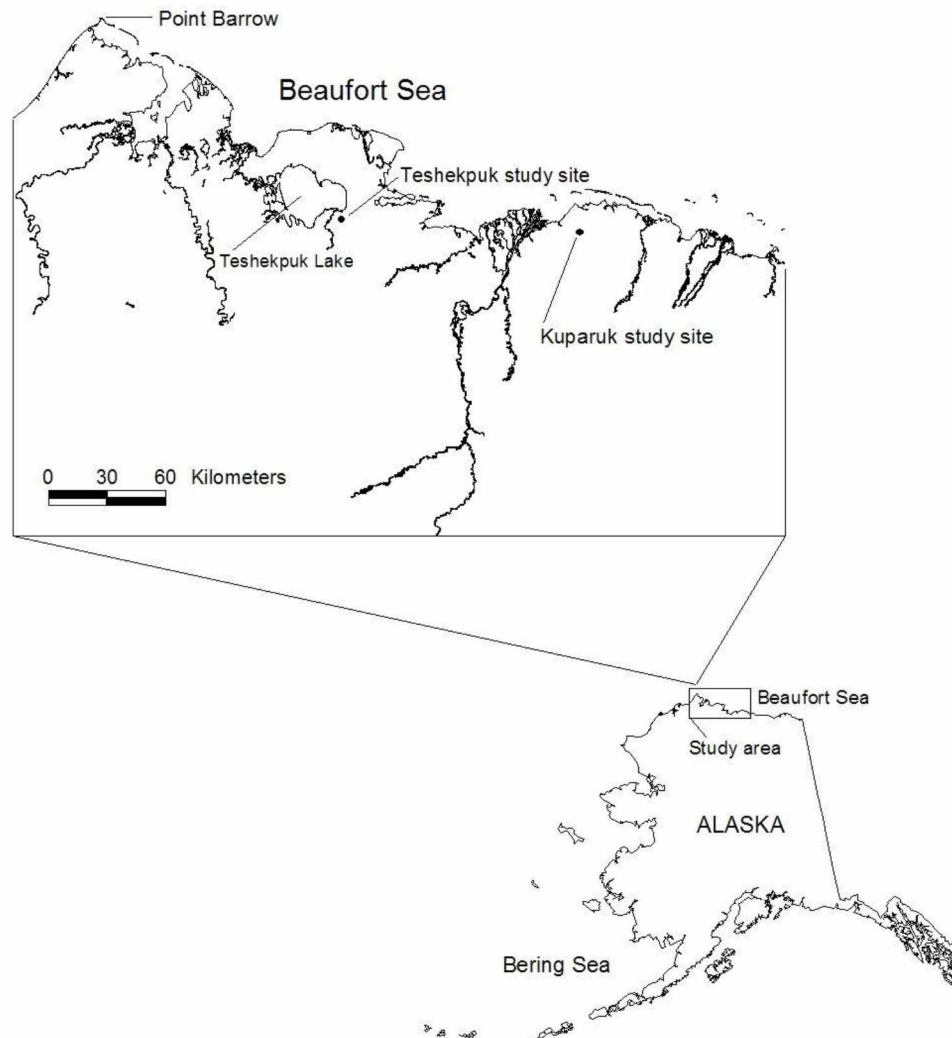 Point Barrow
Beaufort Sea
Teshekpuk study site
Teshekpuk Lake
Kuparuk study site
0 30 60 Kilometers
Beaufort Sea
Study area
ALASKA
Bering Sea